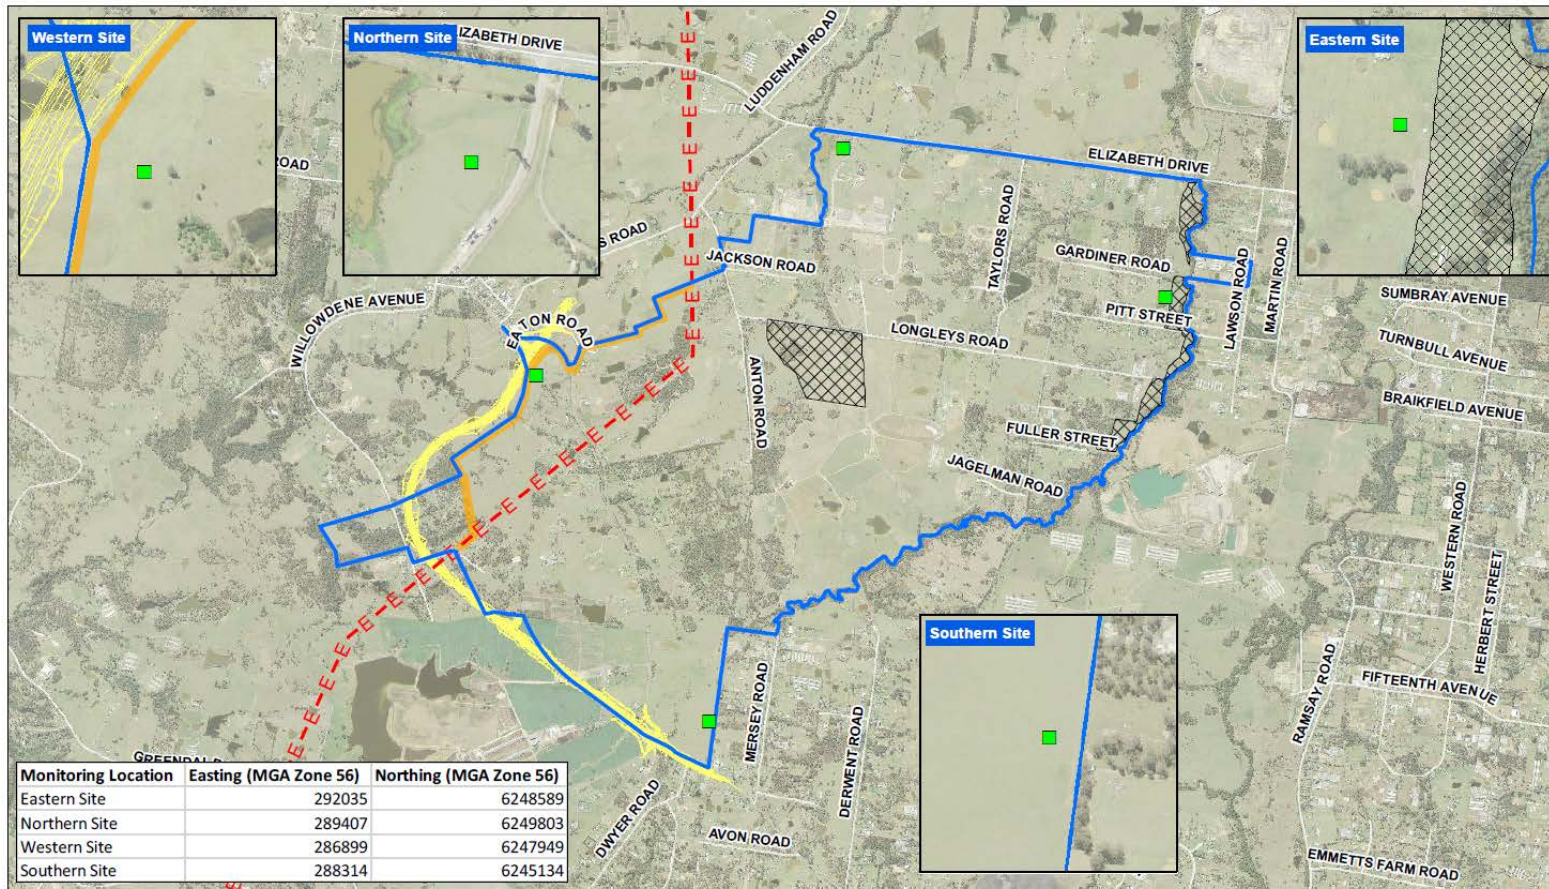 Western Site
Northern Site
ELIZABETH DRIVE
LUDDENHAM ROAD
Eastern Site
ROAD
ELIZABETH DRIVE
S ROAD
JACKSON ROAD
TAYLORS ROAD
GARDINER ROAD
LAWSON ROAD
MARTIN ROAD
WILLOWDENE AVENUE
EATON ROAD
PITT STREET
SUMBRAY AVENUE
LONGLEYS ROAD
TURNBULL AVENUE
ANTON ROAD
BRAIKFIELD AVENUE
FULLER STREET
JAGELMAN ROAD
WESTERN ROAD
HERBERT STREET
Southern Site
MERSEY ROAD
DERWENT ROAD
RAMSAY ROAD
FIFTEENTH AVENUE
DWYER ROAD
AVON ROAD
EMMETTS FARM ROAD
E E E E E E E E E E E E E E E E E E E E E E E E E E E E E E
Monitoring Location Easting (MGA Zone 56) Northing (MGA Zone 56)
Eastern Site 292035 6248589
Northern Site 289407 6249803
Western Site 286899 6247949
Southern Site 288314 6245134